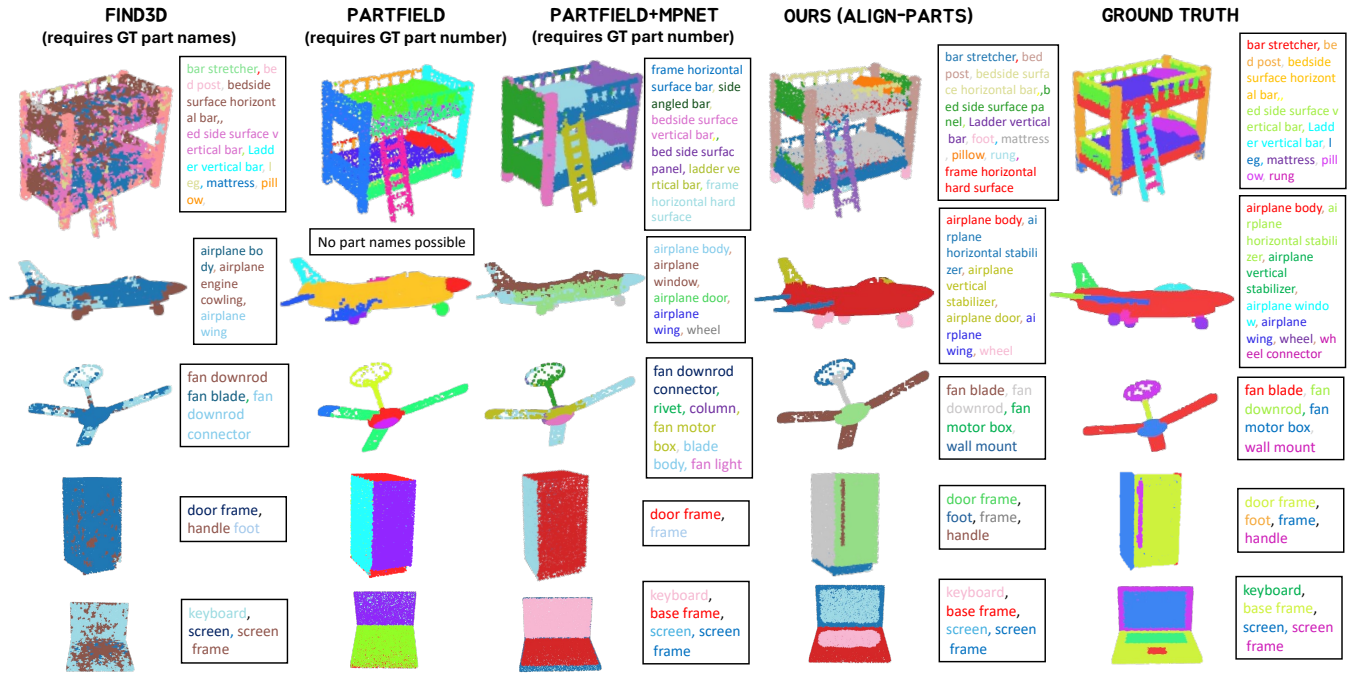 FIND3D
(requires GT part names)
PARTFIELD
(requires GT part number)
PARTFIELD+MPNET
(requires GT part number)
OURS (ALIGN-PARTS)
GROUND TRUTH
bar stretcher, be
d post, bedside
surface horizont
al bar,,
ed side surface v
ertical bar, Ladd
er vertical bar, l
eg, mattress, pill
ow,
frame horizontal
surface bar, side
angled bar,
bedside surface
vertical bar,,
bed side surfac
panel, ladder ve
rtical bar, frame
horizontal hard
surface
bar stretcher, bed
post, bedside surfa
ce horizontal bar,,b
ed side surface pa
nel, Ladder vertical
bar, foot, mattress
, pillow, rung,
frame horizontal
hard surface
bar stretcher, be
d post, bedside
surface horizont
al bar,,
ed side surface v
ertical bar, Ladd
er vertical bar, l
eg, mattress, pill
ow, rung
airplane bo
dy, airplane
engine
cowling,
airplane
wing
No part names possible
airplane body,
airplane
window,
airplane door,
airplane
wing, wheel
airplane body, ai
rplane
horizontal stabili
zer, airplane
vertical
stabilizer,
airplane door, ai
rplane
wing, wheel
airplane body, ai
rplane
horizontal stabili
zer, airplane
vertical
stabilizer,
airplane windo
w, airplane
wing, wheel, wh
eel connector
fan downrod
fan blade, fan
downrod
connector
fan downrod
connector,
rivet, column,
fan motor
box, blade
body, fan light
fan blade, fan
downrod, fan
motor box,
wall mount
fan blade, fan
downrod, fan
motor box,
wall mount
door frame,
handle foot
door frame,
frame
door frame,
foot, frame,
handle
door frame,
foot, frame,
handle
keyboard,
screen, screen
frame
keyboard,
base frame,
screen, screen
frame
keyboard,
base frame,
screen, screen
frame
keyboard,
base frame,
screen, screen
frame